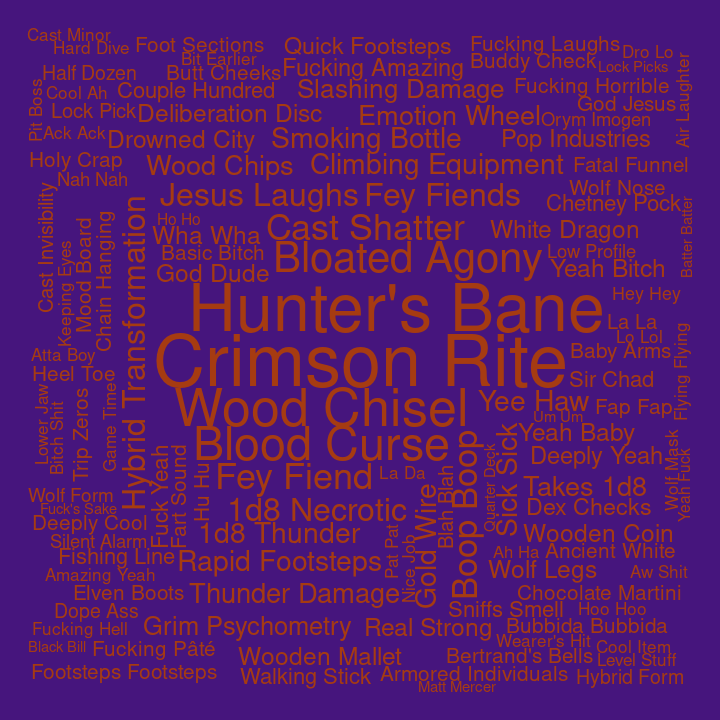 Cast Minor
Hard Dive
Foot Sections
Quick Footsteps
Fucking Laughs
Dro Lo
Bit Earlier
Buddy Check
Lock Picks
Half Dozen
Butt Cheeks
Fucking Amazing
Air Laughter
Pit Boss
Cool Ah
Couple Hundred
Slashing Damage
Fucking Horrible
Lock Pick
Deliberation Disc
Emotion Wheel
God Jesus
Orym Imogen
Ack Ack
Drowned City
Smoking Bottle
Pop Industries
Holy Crap
Wood Chips
Climbing Equipment
Fatal Funnel
Nah Nah
Wolf Nose
Cast Invisibility
Jesus Laughs
Fey Fiends
Chetney Pock
Batter Batter
Ho Ho
Hybrid Transformation
Mood Board
Chain Hanging
Keeping Eyes
Wha Wha
Cast Shatter
White Dragon
Basic Bitch
Bloated Agony
Low Profile
God Dude
Yeah Bitch
Hunter's Bane
Hey Hey
La La
Lo Lol
Flying Flying
Atta Boy
Crimson Rite
Baby Arms
Heel Toe
Sir Chad
Lower Jaw
Bitch Shit
Trip Zeros
Game Time
Wood Chisel
Yee Haw
Fap Fap
Um Um
Blood Curse
Yeah Baby
Fuck Yeah
Fart Sound
Hu Hu
Fey Fiend
La Da
Blah Blah
Boop Boop
Quarter Deck
Sick Sick
Deeply Yeah
Wolf Mask
Yeah Fuck
Wolf Form
Takes 1d8
Fuck's Sake
1d8 Necrotic
Gold Wire
Dex Checks
Deeply Cool
1d8 Thunder
Pat Pat
Nice Job
Wooden Coin
Silent Alarm
Fishing Line
Rapid Footsteps
Ah Ha
Ancient White
Amazing Yeah
Wolf Legs
Aw Shit
Elven Boots
Thunder Damage
Chocolate Martini
Dope Ass
Sniffs Smell
Hoo Hoo
Fucking Hell
Grim Psychometry
Real Strong
Bubbida Bubbida
Wearer's Hit
Black Bill
Fucking Pâté
Wooden Mallet
Bertrand's Bells
Cool Item
Level Stuff
Footsteps Footsteps
Walking Stick
Armored Individuals
Hybrid Form
Matt Mercer